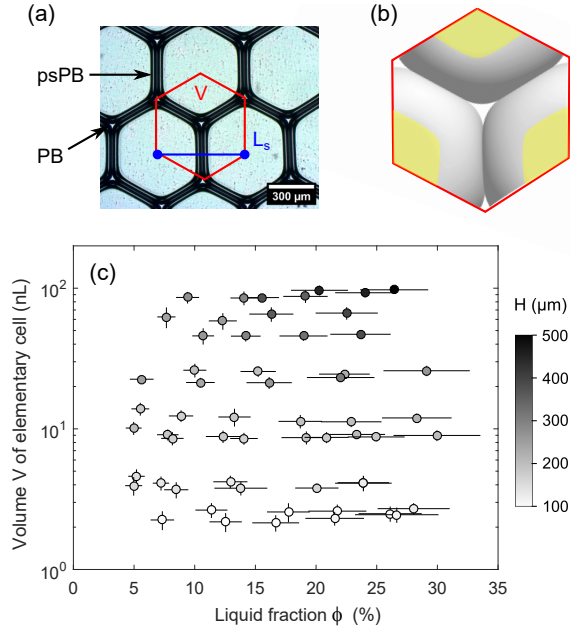 (a)
(b)
psPB
PB
V
Lₛ
300 µm
(c)
Volume V of elementary cell (nL)
10²
10¹
10⁰
0 5 10 15 20 25 30 35
Liquid fraction ϕ (%)
H (µm)
500
400
300
200
100